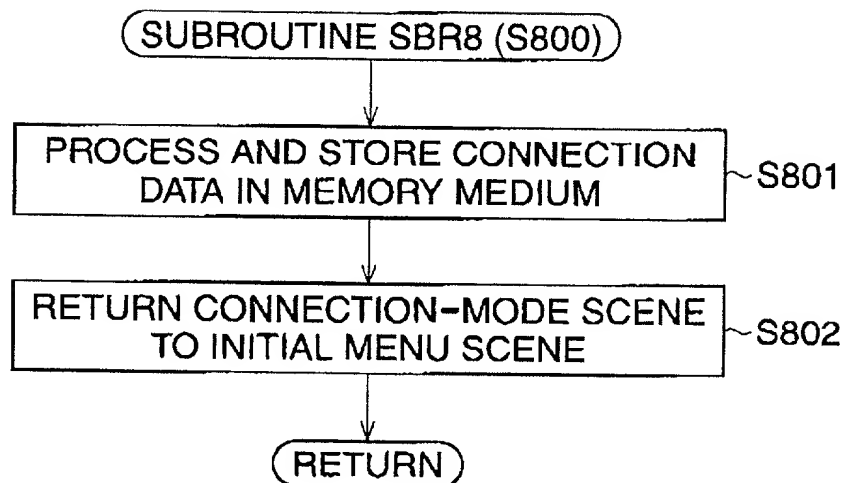 SUBROUTINE SBR8 (S800)
PROCESS AND STORE CONNECTION
DATA IN MEMORY MEDIUM
S801
RETURN CONNECTION-MODE SCENE
TO INITIAL MENU SCENE
S802
RETURN